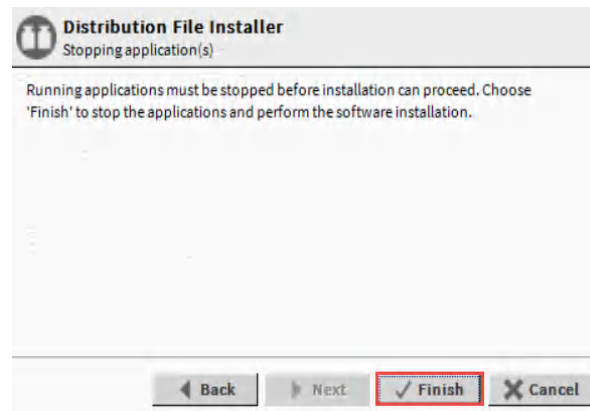 Distribution File Installer
Stopping application(s)
Running applications must be stopped before installation can proceed. Choose
'Finish' to stop the applications and perform the software installation.
Back Next Finish Cancel